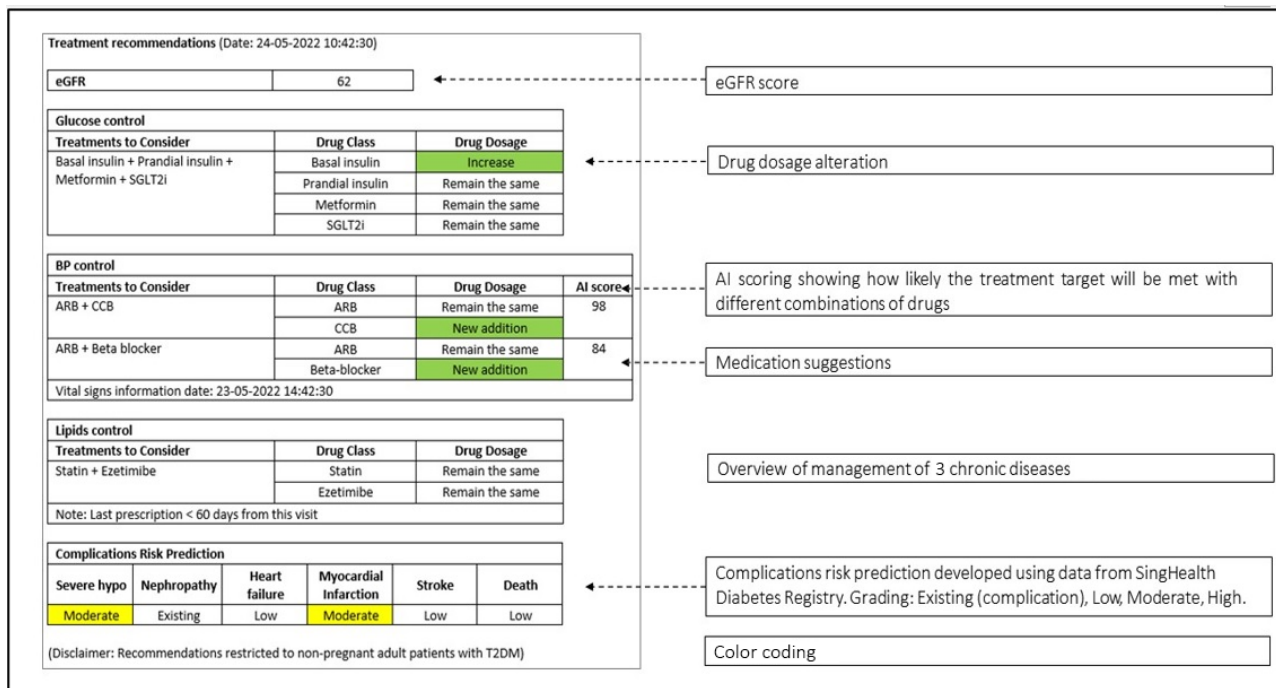 Treatment recommendations (Date: 24-05-2022 10:42:30)
eGFR 62
Glucose control
Treatments to Consider Drug Class Drug Dosage
Basal insulin + Prandial insulin + Basal insulin Increase
Metformin + SGLT2i Prandial insulin Remain the same
Metformin Remain the same
SGLT2i Remain the same
BP control
Treatments to Consider Drug Class Drug Dosage AI score
ARB + CCB ARB Remain the same 98
CCB New addition
ARB + Beta blocker ARB Remain the same 84
Beta-blocker New addition
Vital signs information date: 23-05-2022 14:42:30
Lipids control
Treatments to Consider Drug Class Drug Dosage
Statin + Ezetimibe Statin Remain the same
Ezetimibe Remain the same
Note: Last prescription < 60 days from this visit
Complications Risk Prediction
Severe hypo Nephropathy Heart failure Myocardial Infarction Stroke Death
Moderate Existing Low Moderate Low Low
(Disclaimer: Recommendations restricted to non-pregnant adult patients with T2DM)
eGFR score
Drug dosage alteration
AI scoring showing how likely the treatment target will be met with
different combinations of drugs
Medication suggestions
Overview of management of 3 chronic diseases
Complications risk prediction developed using data from SingHealth
Diabetes Registry. Grading: Existing (complication), Low, Moderate, High.
Color coding